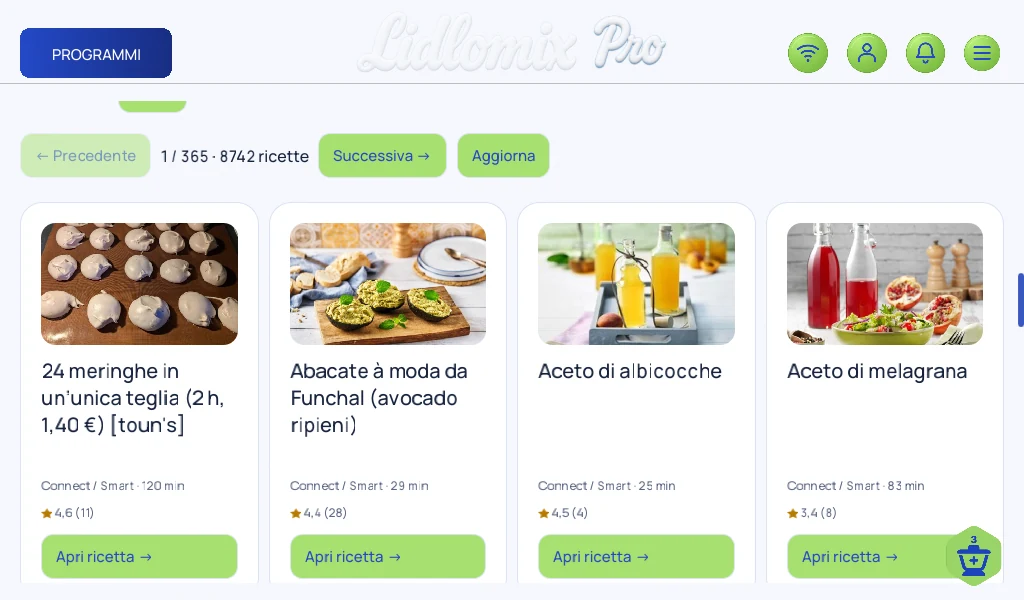 PROGRAMMI
Lidlomix Pro
← Precedente
1 / 365 · 8742 ricette
Successiva →
Aggiorna
24 meringhe in
un'unica teglia (2 h,
1,40 €) [toun's]
Connect / Smart · 120 min
★ 4,6 (11)
Apri ricetta →
Abacate à moda da
Funchal (avocado
ripieni)
Connect / Smart · 29 min
★ 4,4 (28)
Apri ricetta →
Aceto di albicocche
Connect / Smart · 25 min
★ 4,5 (4)
Apri ricetta →
Aceto di melagrana
Connect / Smart · 83 min
★ 3,4 (8)
Apri ricetta →
3